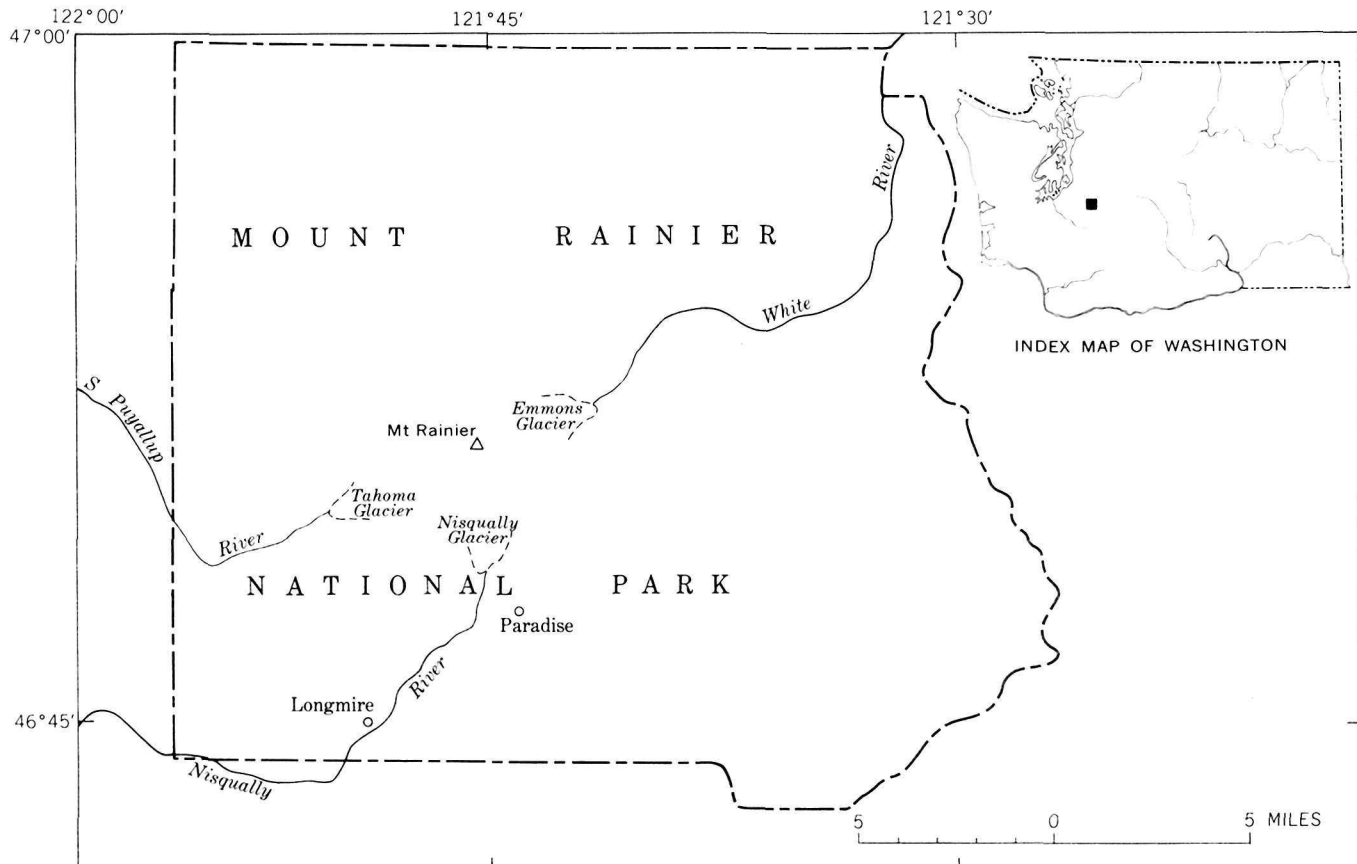 122°00' 121°45' 121°30'
47°00'
MOUNT RAINIER
River
White
INDEX MAP OF WASHINGTON
S Puyallup
River
Emmons
Glacier
Mt Rainier
Tahoma
Glacier
Nisqually
Glacier
NATIONAL PARK
Paradise
River
Longmire
46°45'
Nisqually
5 0 5 MILES